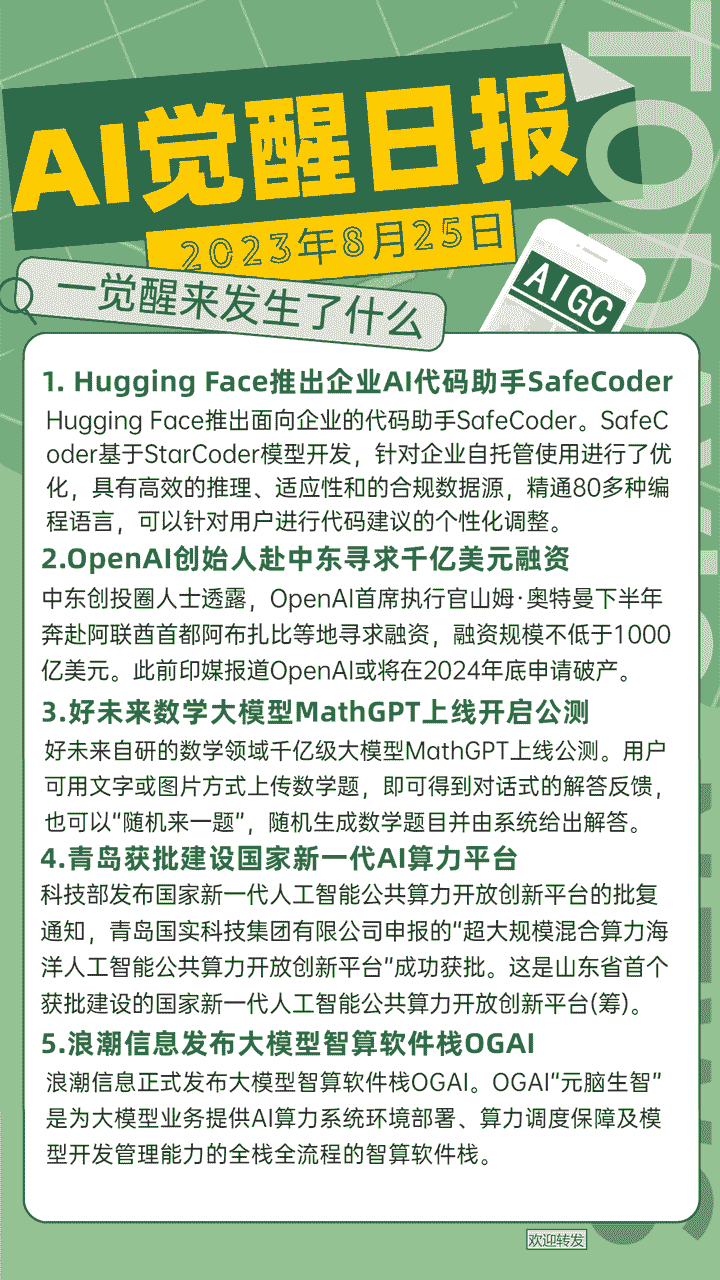 AI觉醒日报
2023年8月25日
一觉醒来发生了什么
AIGC
1. Hugging Face推出企业AI代码助手SafeCoder
Hugging Face推出面向企业的代码助手SafeCoder。SafeC
oder基于StarCoder模型开发，针对企业自托管使用进行了优
化，具有高效的推理、适应性和的合规数据源，精通80多种编
程语言，可以针对用户进行代码建议的个性化调整。
2.OpenAI创始人赴中东寻求千亿美元融资
中东创投圈人士透露，OpenAI首席执行官山姆·奥特曼下半年
奔赴阿联酋首都阿布扎比等地寻求融资，融资规模不低于1000
亿美元。此前印媒报道OpenAI或将在2024年底申请破产。
3.好未来数学大模型MathGPT上线开启公测
好未来自研的数学领域千亿级大模型MathGPT上线公测。用户
可用文字或图片方式上传数学题，即可得到对话式的解答反馈，
也可以“随机来一题”，随机生成数学题目并由系统给出解答。
4.青岛获批建设国家新一代AI算力平台
科技部发布国家新一代人工智能公共算力开放创新平台的批复
通知，青岛国实科技集团有限公司申报的“超大规模混合算力海
洋人工智能公共算力开放创新平台”成功获批。这是山东省首个
获批建设的国家新一代人工智能公共算力开放创新平台(筹)。
5.浪潮信息发布大模型智算软件栈OGAI
浪潮信息正式发布大模型智算软件栈OGAI。OGAI“元脑生智”
是为大模型业务提供AI算力系统环境部署、算力调度保障及模
型开发管理能力的全栈全流程的智算软件栈。
欢迎转发